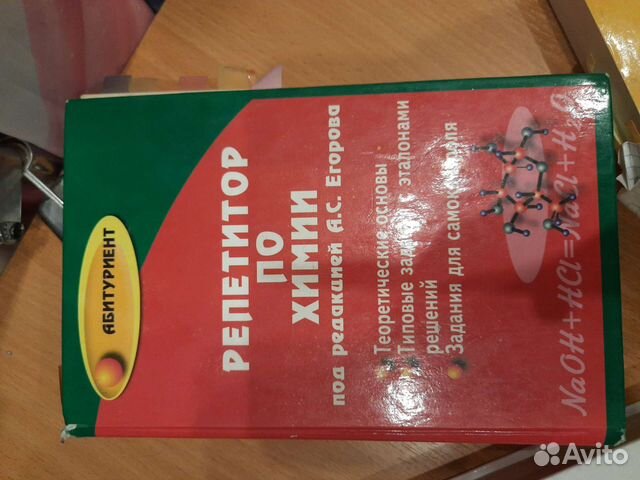 АБИТУРИЕНТ
РЕПЕТИТОР
ПО
ХИМИИ
под редакцией А.С. Егорова
Теоретические основы
Типовые задачи с эталонами
решений
Задания для самоконтроля
NaOH+HCl=NaCl+H₂O
Avito